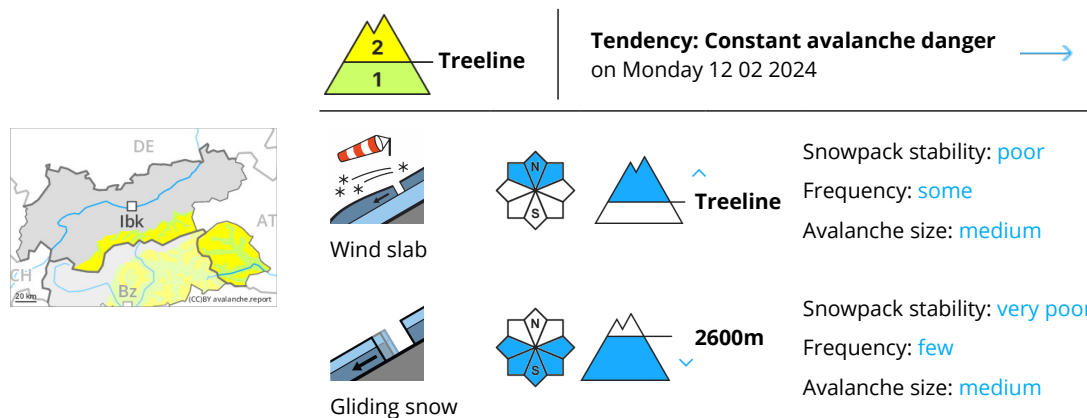 2
1
Treeline
Tendency: Constant avalanche danger
on Monday 12 02 2024
DE
Ibk
AT
CH
Bz
20 km
(CC)BY avalanche.report
Wind slab
N
S
Treeline
Snowpack stability: poor
Frequency: some
Avalanche size: medium
Gliding snow
N
S
2600m
Snowpack stability: very poor
Frequency: few
Avalanche size: medium